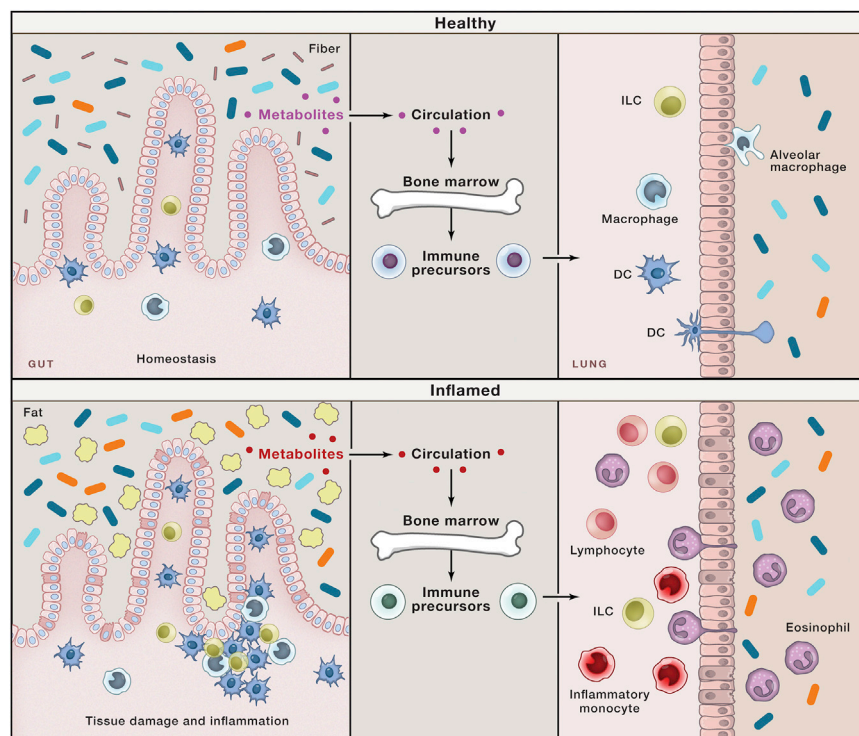 Healthy
Fiber
Metabolites
Circulation
Bone marrow
Immune
precursors
GUT
Homeostasis
ILC
Alveolar
macrophage
Macrophage
DC
DC
LUNG
Inflamed
Fat
Metabolites
Circulation
Bone marrow
Immune
precursors
Tissue damage and inflammation
Lymphocyte
ILC
Eosinophil
Inflammatory
monocyte